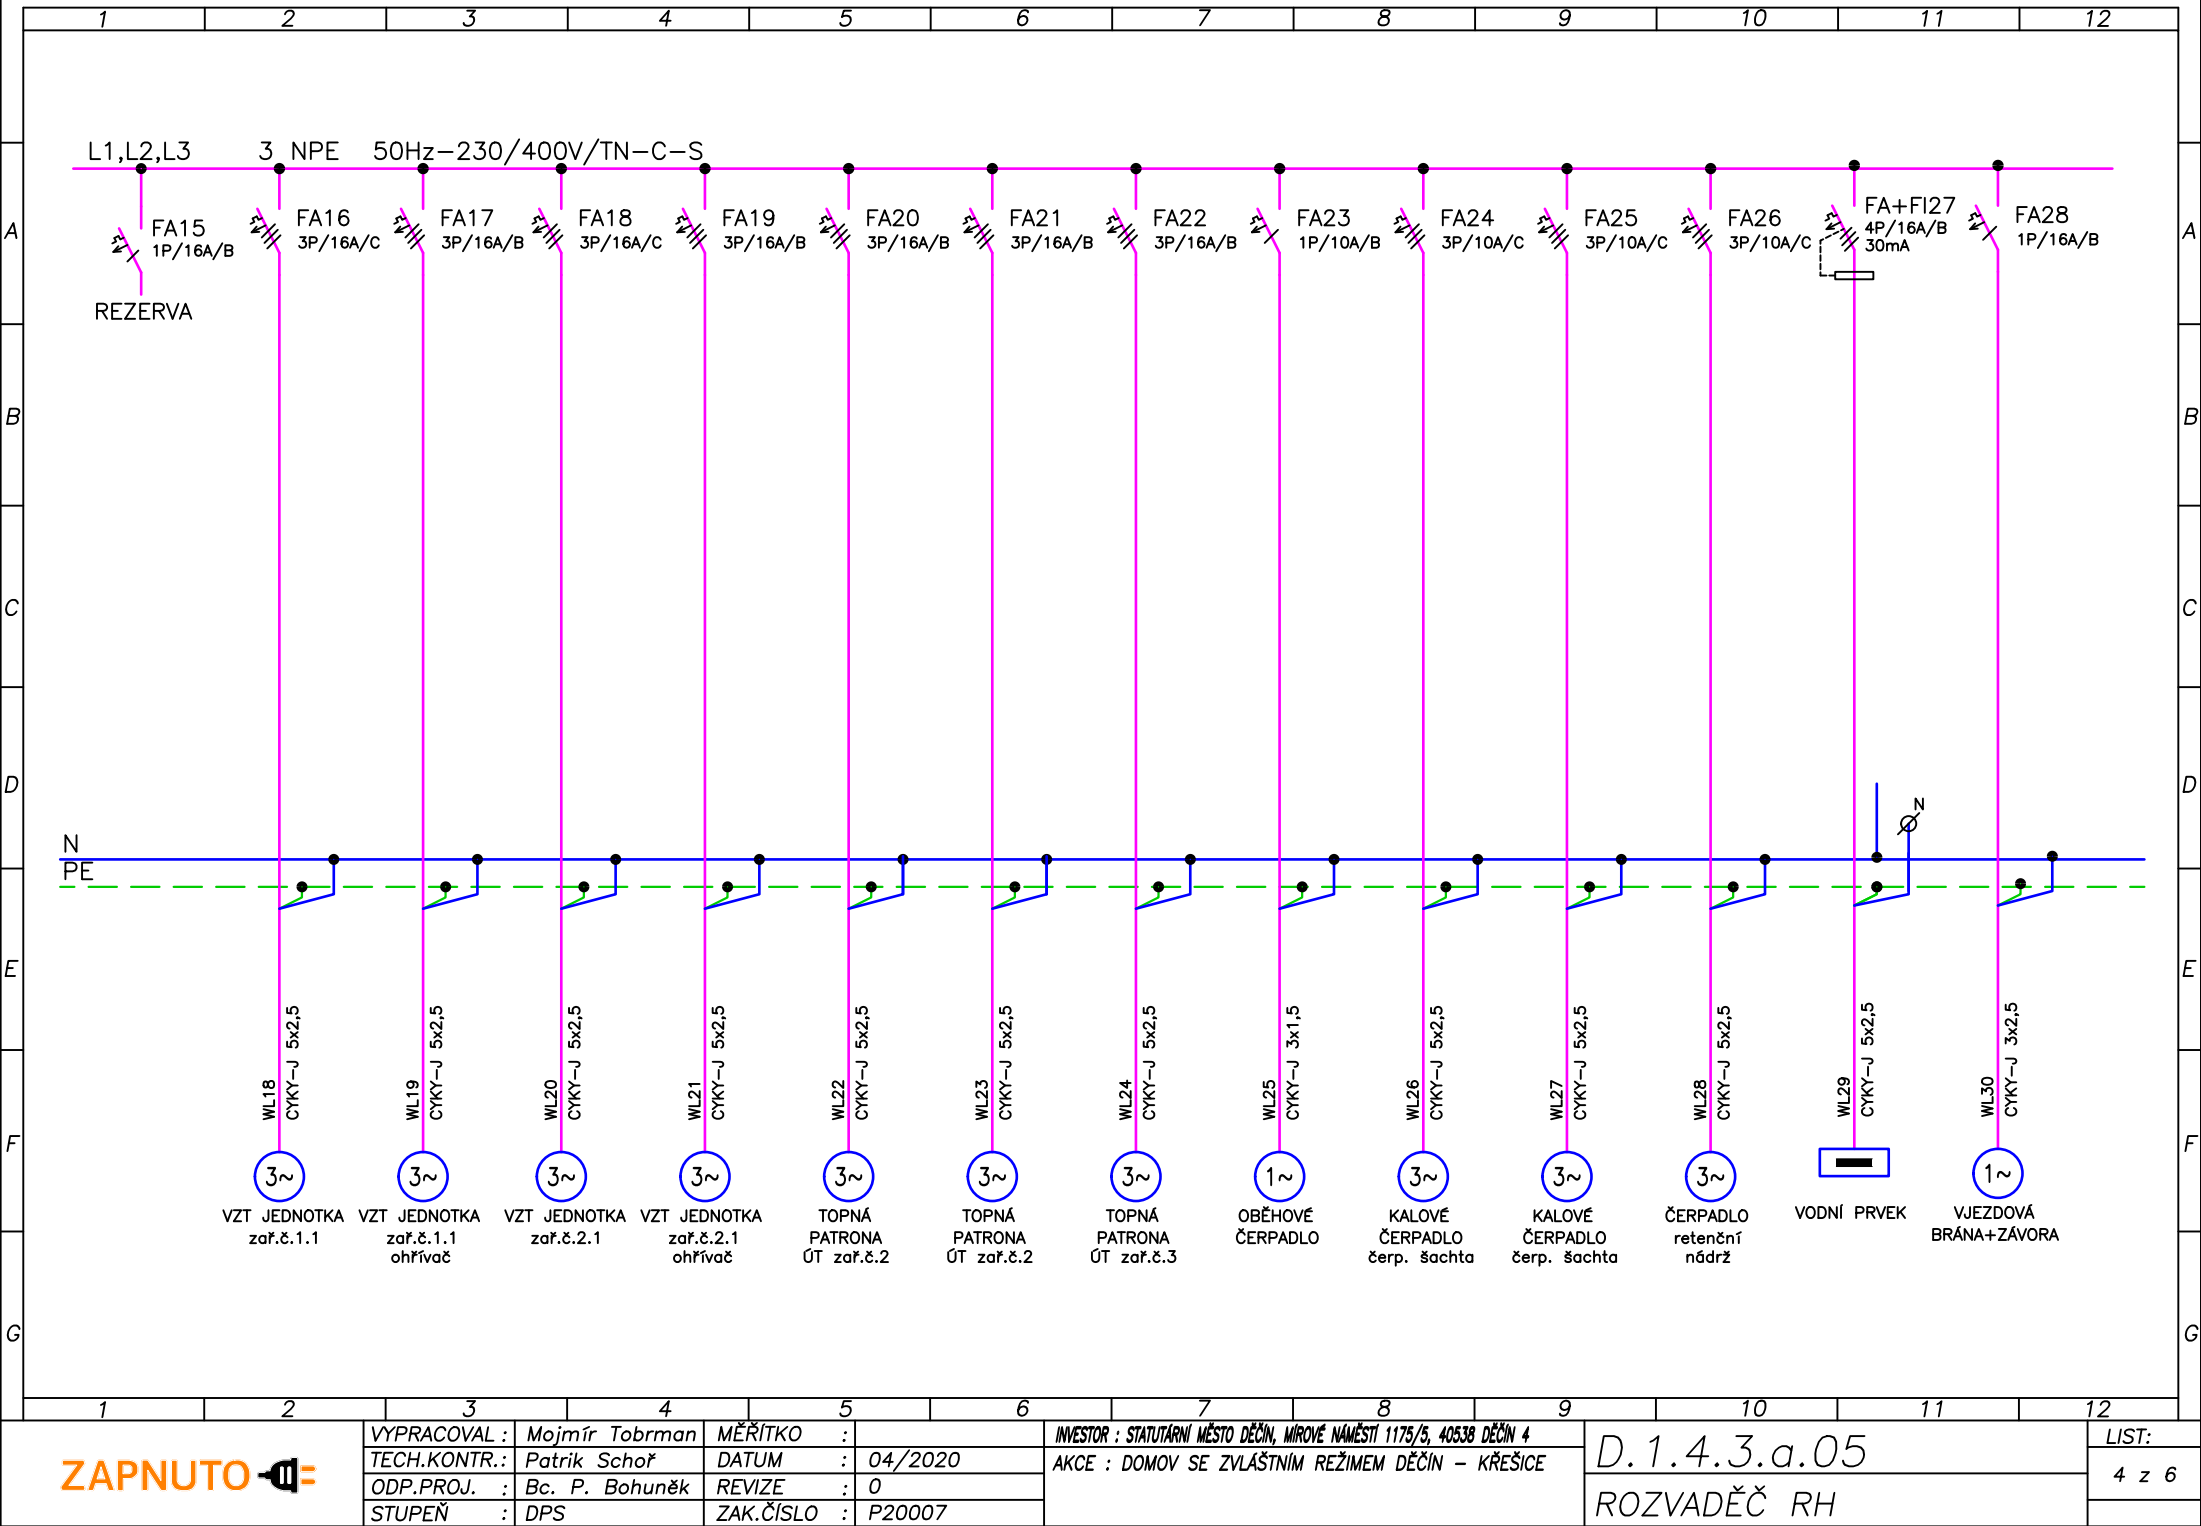 1 2 3 4 5 6 7 8 9 10 11 12
L1,L2,L3 3 NPE 50Hz-230/400V/TN-C-S
A A
FA15
1P/16A/B
REZERVA
FA16
3P/16A/C
FA17
3P/16A/B
FA18
3P/16A/C
FA19
3P/16A/B
FA20
3P/16A/B
FA21
3P/16A/B
FA22
3P/16A/B
FA23
1P/10A/B
FA24
3P/10A/C
FA25
3P/10A/C
FA26
3P/10A/C
FA+FI27
4P/16A/B
30mA
FA28
1P/16A/B
B B
C C
D D
N
N
PE
E E
WL18
CYKY-J 5x2,5
WL19
CYKY-J 5x2,5
WL20
CYKY-J 5x2,5
WL21
CYKY-J 5x2,5
WL22
CYKY-J 5x2,5
WL23
CYKY-J 5x2,5
WL24
CYKY-J 5x2,5
WL25
CYKY-J 3x1,5
WL26
CYKY-J 5x2,5
WL27
CYKY-J 5x2,5
WL28
CYKY-J 5x2,5
WL29
CYKY-J 5x2,5
WL30
CYKY-J 3x2,5
F F
3~ 3~ 3~ 3~ 3~ 3~ 3~ 1~ 3~ 3~ 3~ 1~
VZT JEDNOTKA
zař.č.1.1
VZT JEDNOTKA
zař.č.1.1
ohřívač
VZT JEDNOTKA
zař.č.2.1
VZT JEDNOTKA
zař.č.2.1
ohřívač
TOPNÁ
PATRONA
ÚT zař.č.2
TOPNÁ
PATRONA
ÚT zař.č.2
TOPNÁ
PATRONA
ÚT zař.č.3
OBĚHOVÉ
ČERPADLO
KALOVÉ
ČERPADLO
čerp. šachta
KALOVÉ
ČERPADLO
čerp. šachta
ČERPADLO
retenční
nádrž
VODNÍ PRVEK
VJEZDOVÁ
BRÁNA+ZÁVORA
G G
1 2 3 4 5 6 7 8 9 10 11 12
ZAPNUTO
VYPRACOVAL : Mojmír Tobrman MĚŘÍTKO :
TECH.KONTR.: Patrik Schoř DATUM : 04/2020
ODP.PROJ. : Bc. P. Bohuněk REVIZE : 0
STUPEŇ : DPS ZAK.ČÍSLO : P20007
INVESTOR : STATUTÁRNÍ MĚSTO DĚČÍN, MÍROVÉ NÁMĚSTÍ 1175/5, 40538 DĚČÍN 4
AKCE : DOMOV SE ZVLÁŠTNÍM REŽIMEM DĚČÍN - KŘEŠICE
D.1.4.3.a.05
ROZVADĚČ RH
LIST:
4 z 6